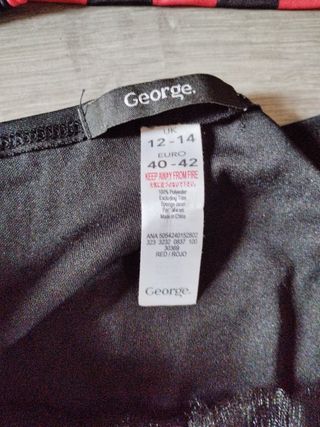 George.
UK
12 - 14
EURO
40 - 42
KEEP AWAY FROM FIRE
100% Polyester
Excluding Trim
Made in China
ANA 5054240152802
323 3232 0837 100
30369
RED / ROJO
George.